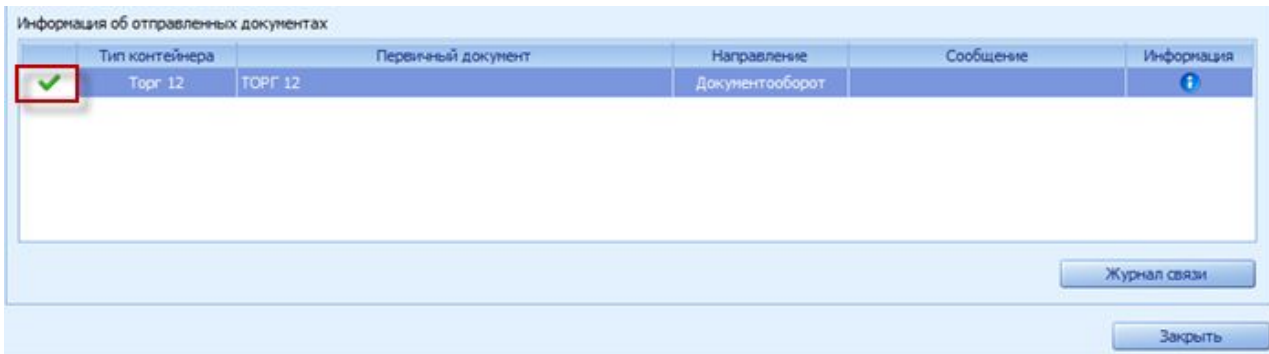 Информация об отправленных документах
Тип контейнера Первичный документ Направление Сообщение Информация
Торг 12 ТОРГ 12 Документооборот
Журнал связи
Закрыть